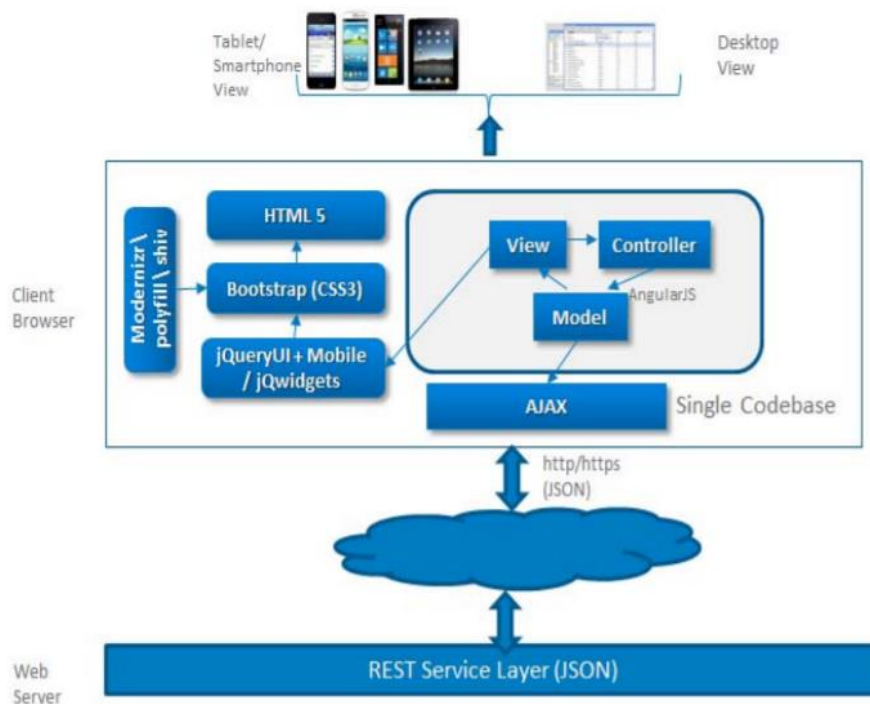 Tablet/
Smartphone
View
Desktop
View
Client
Browser
Modernizr \
polyfill \ shiv
HTML 5
Bootstrap (CSS3)
jQueryUI + Mobile
/ jQwidgets
View
Controller
AngularJS
Model
AJAX
Single Codebase
http/https
(JSON)
Web
Server
REST Service Layer (JSON)